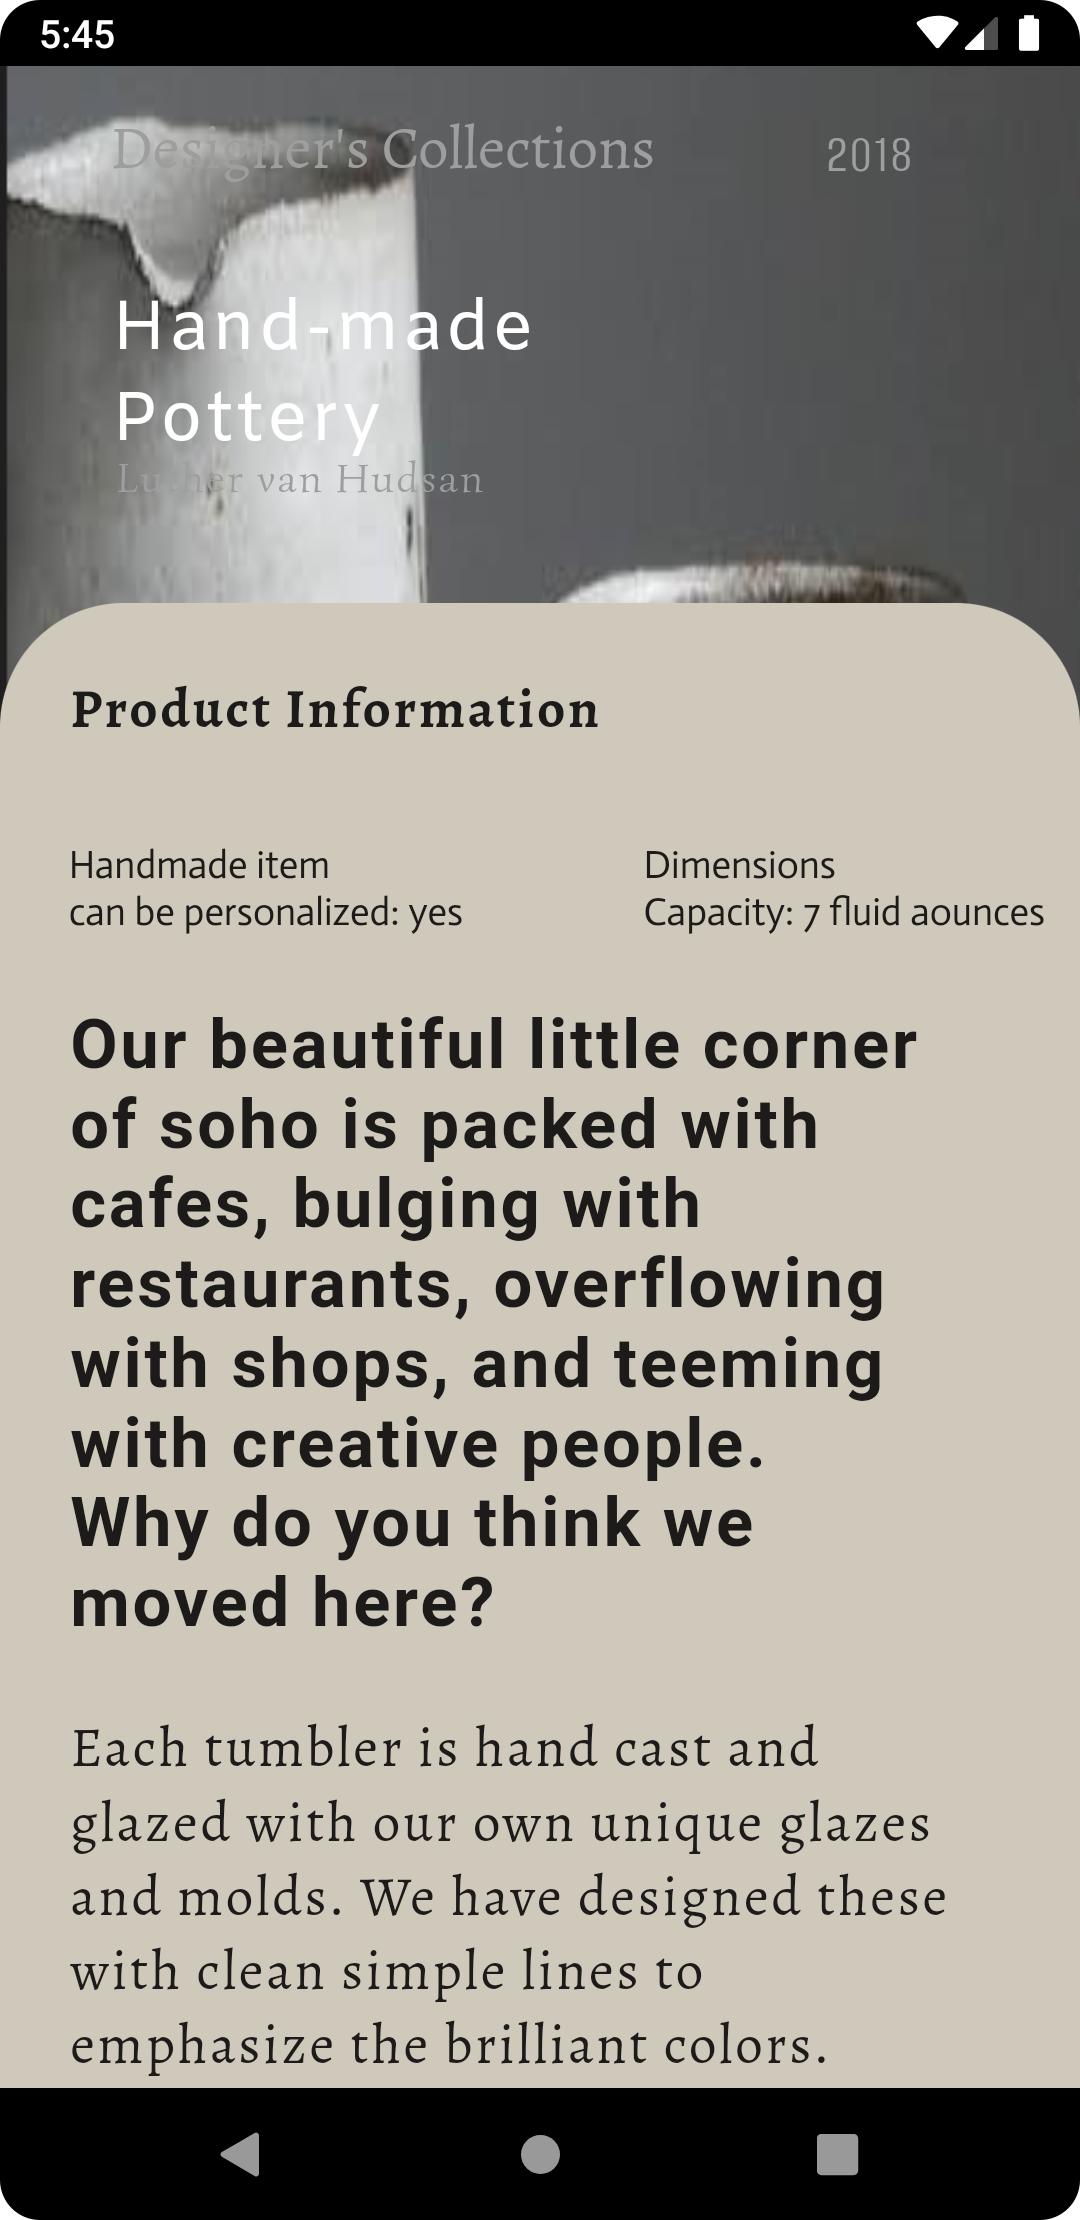 5:45
Designer's Collections 2018
Hand-made
Pottery
Luther van Hudsan
Product Information
Handmade item
can be personalized: yes
Dimensions
Capacity: 7 fluid aounces
Our beautiful little corner
of soho is packed with
cafes, bulging with
restaurants, overflowing
with shops, and teeming
with creative people.
Why do you think we
moved here?
Each tumbler is hand cast and
glazed with our own unique glazes
and molds. We have designed these
with clean simple lines to
emphasize the brilliant colors.